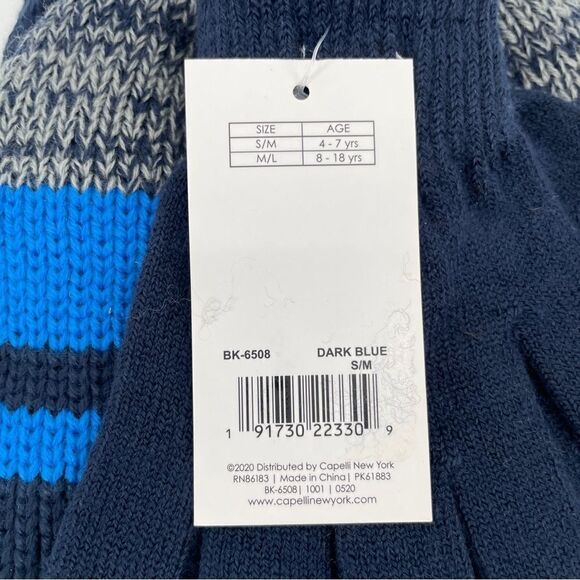 SIZE AGE
S/M 4 - 7 yrs
M/L 8 - 18 yrs
BK-6508 DARK BLUE
S/M
1 91730 22330 9
©2020 Distributed by Capelli New York
RN86183 | Made in China | PK61883
BK-6508 | 1001 | 0520
www.capellinewyork.com